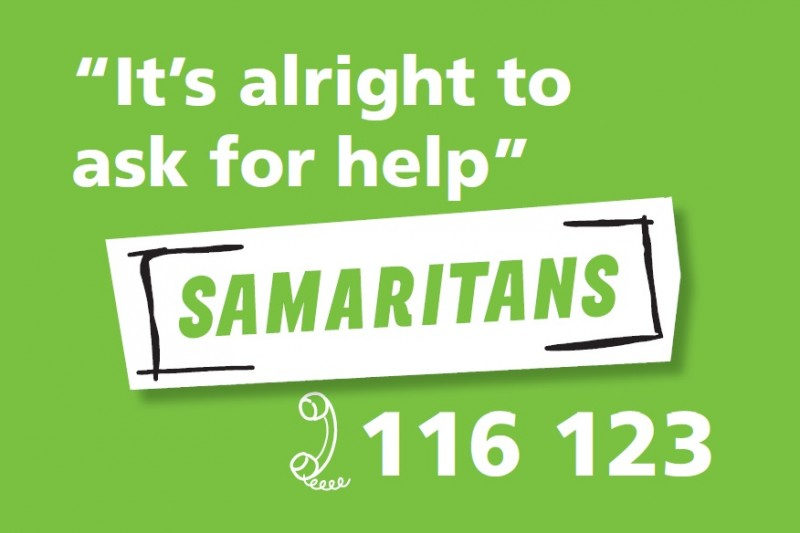 “It’s alright to
ask for help”
SAMARITANS
116 123